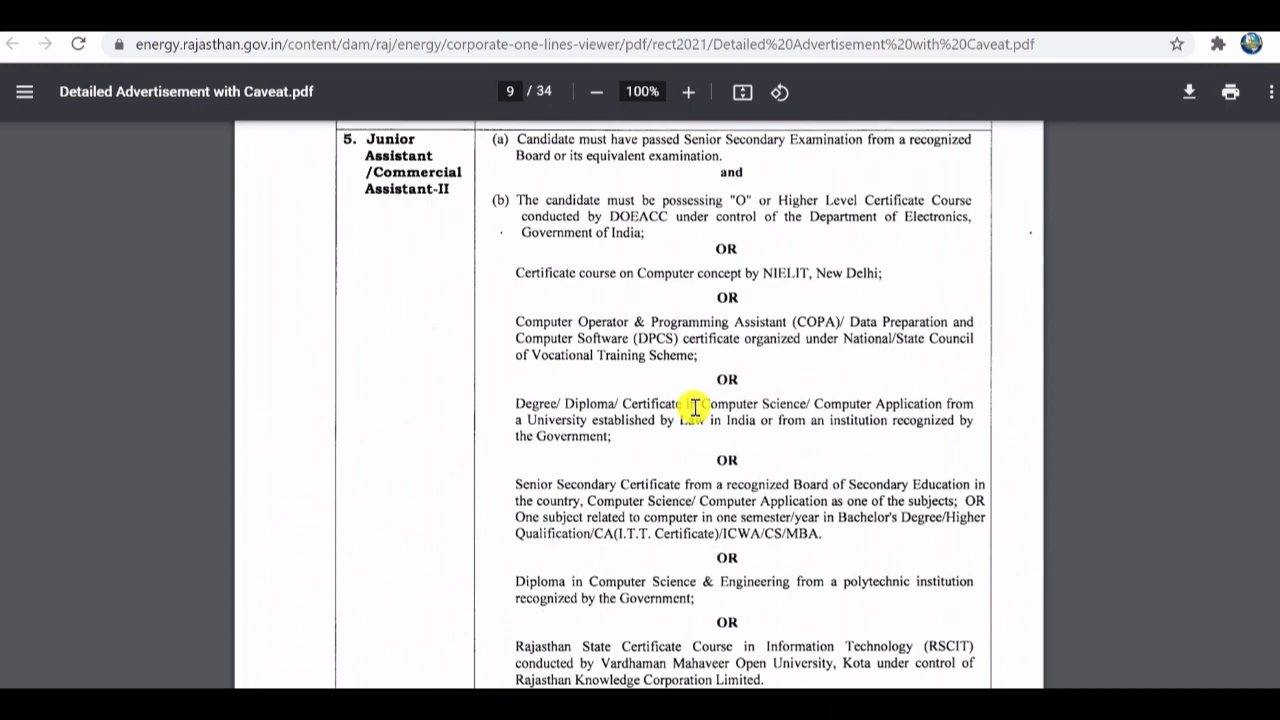 energy.rajasthan.gov.in/content/dam/raj/energy/corporate-one-lines-viewer/pdf/rect2021/Detailed%20Advertisement%20with%20Caveat.pdf
Detailed Advertisement with Caveat.pdf
9 / 34
100%
5. Junior
Assistant
/Commercial
Assistant-II
(a) Candidate must have passed Senior Secondary Examination from a recognized
Board or its equivalent examination.
and
(b) The candidate must be possessing "O" or Higher Level Certificate Course
conducted by DOEACC under control of the Department of Electronics,
Government of India;
OR
Certificate course on Computer concept by NIELIT, New Delhi;
OR
Computer Operator & Programming Assistant (COPA)/ Data Preparation and
Computer Software (DPCS) certificate organized under National/State Council
of Vocational Training Scheme;
OR
Degree/ Diploma/ Certificate in Computer Science/ Computer Application from
a University established by Law in India or from an institution recognized by
the Government;
OR
Senior Secondary Certificate from a recognized Board of Secondary Education in
the country, Computer Science/ Computer Application as one of the subjects; OR
One subject related to computer in one semester/year in Bachelor's Degree/Higher
Qualification/CA(I.T.T. Certificate)/ICWA/CS/MBA.
OR
Diploma in Computer Science & Engineering from a polytechnic institution
recognized by the Government;
OR
Rajasthan State Certificate Course in Information Technology (RSCIT)
conducted by Vardhaman Mahaveer Open University, Kota under control of
Rajasthan Knowledge Corporation Limited.